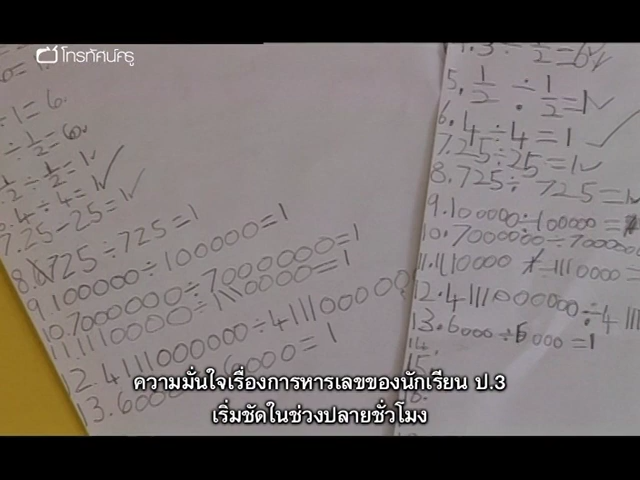 โทรทัศน์ครู
÷1=6.
÷ 1/2 = 6
1/2 ÷ 1/2 = 1
÷ 4 = 1
7.25-25=1
8. 725÷725=1
9.100000÷100000=1
10.7000000÷7000000=1
11.1110000÷1110000=1
12.4111000000÷4111000000
13.6000 6000=1
4.3 ÷ 1/2 = 6
5. 1/2 ÷ 1/2 = 1
6.4÷4=1
7.25÷25=1
8.725÷725=1
9.100000÷100000=
10.7000000÷7000000
11.1110000 ÷1110000=
12.4111000000÷4111
13.6000÷6000=1
14.
15.
ความมั่นใจเรื่องการหารเลขของนักเรียน ป.3
เริ่มชัดในช่วงปลายชั่วโมง